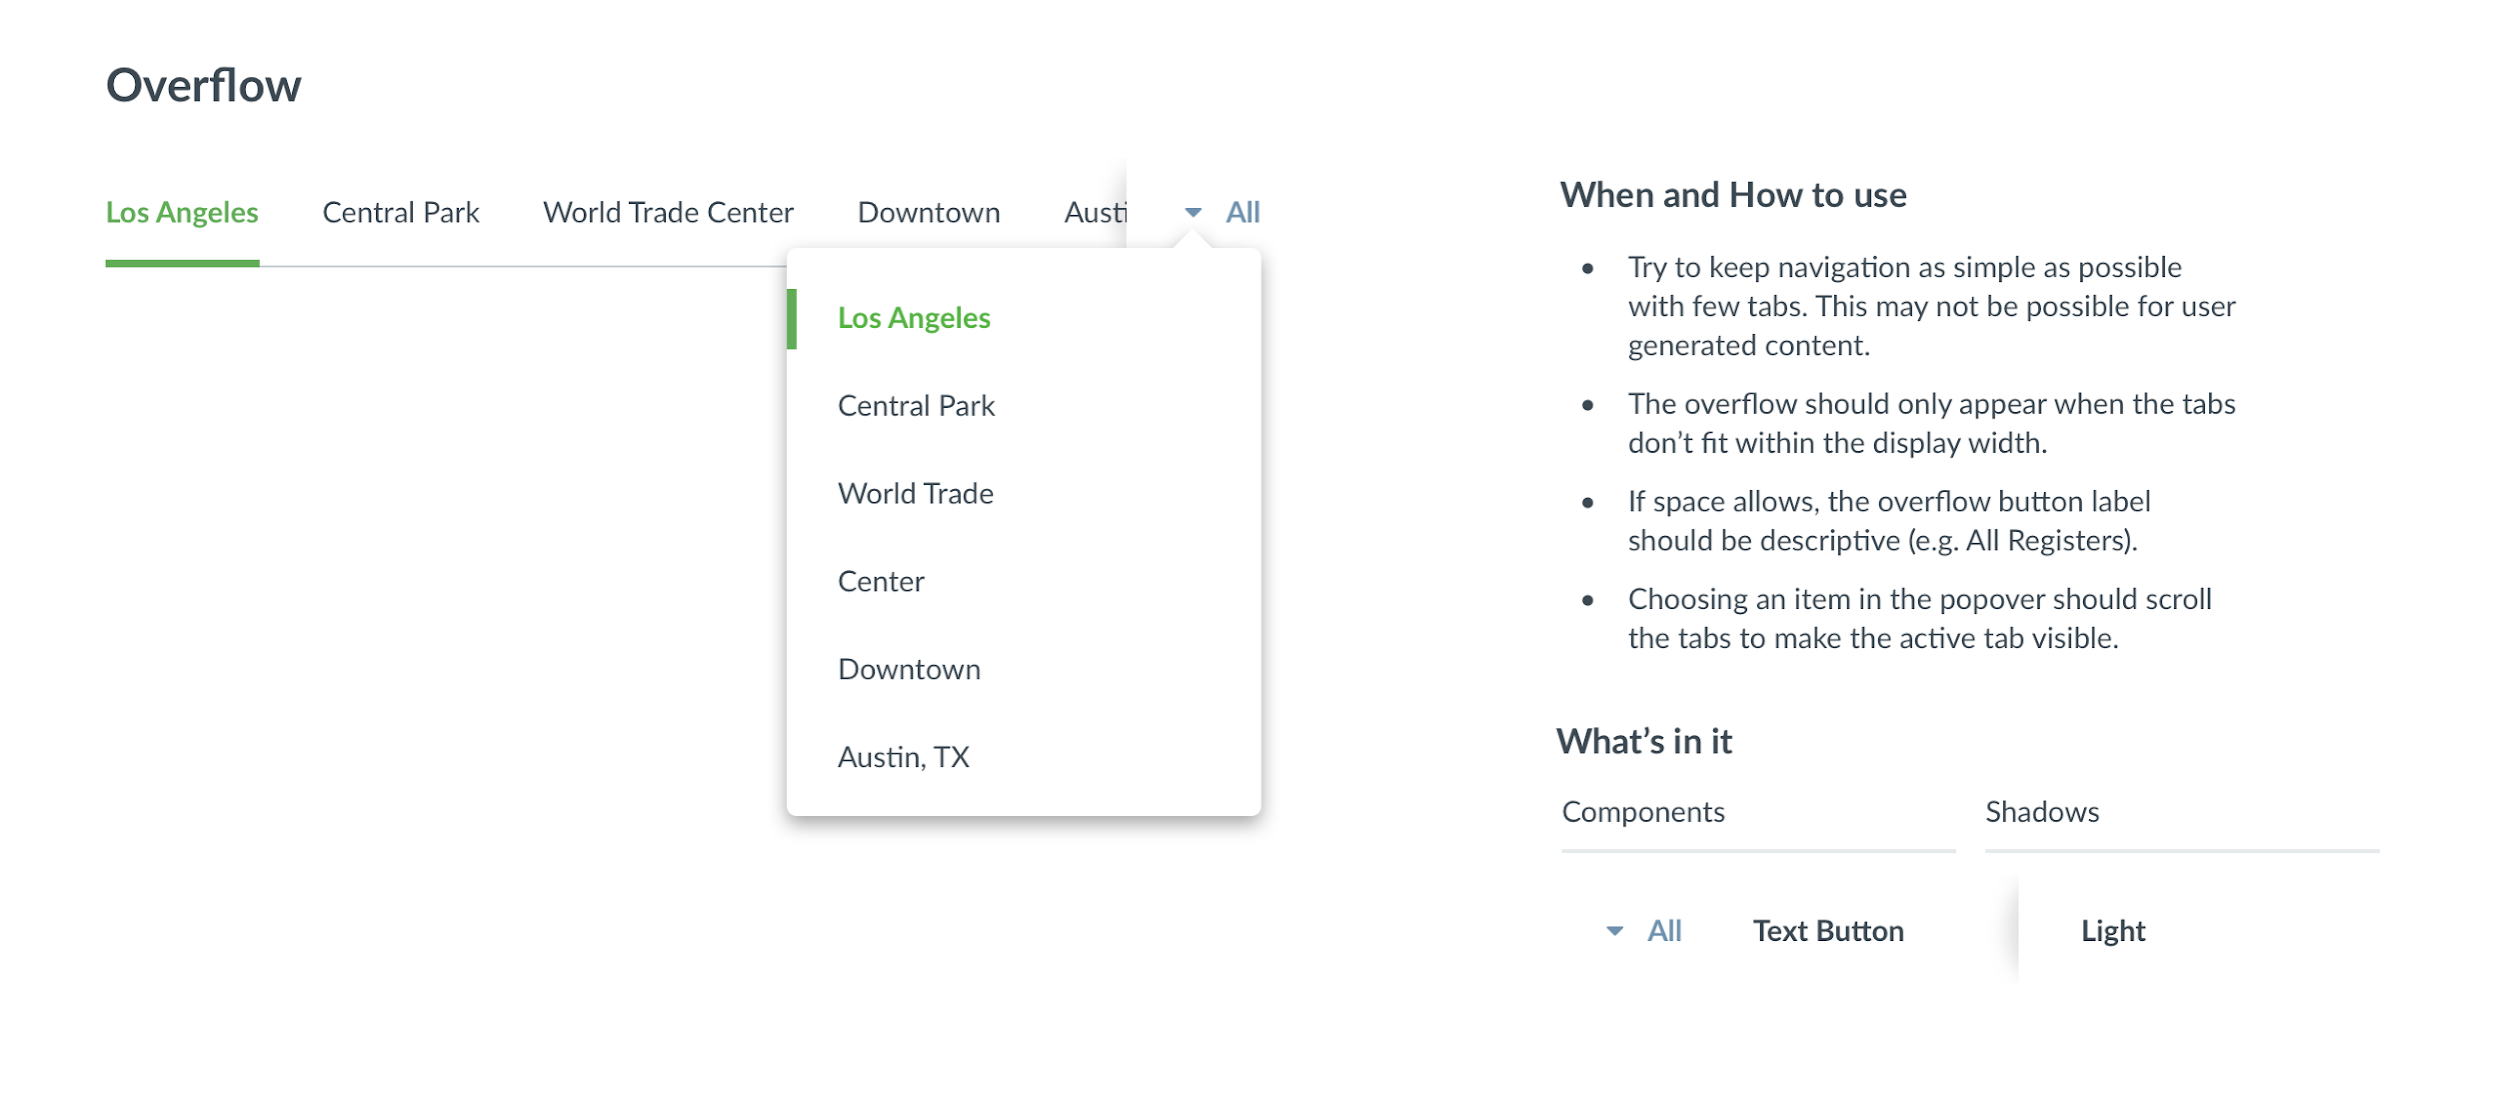 Overflow
Los Angeles Central Park World Trade Center Downtown Austi All
Los Angeles
Central Park
World Trade
Center
Downtown
Austin, TX
When and How to use
• Try to keep navigation as simple as possible
with few tabs. This may not be possible for user
generated content.
• The overflow should only appear when the tabs
don’t fit within the display width.
• If space allows, the overflow button label
should be descriptive (e.g. All Registers).
• Choosing an item in the popover should scroll
the tabs to make the active tab visible.
What’s in it
Components Shadows
All Text Button Light